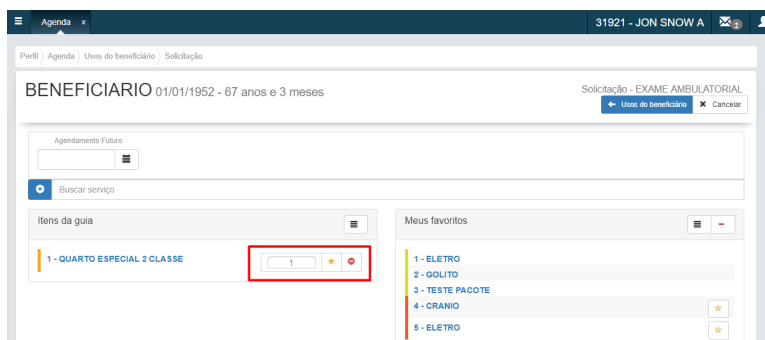 Agenda x
31921 - JON SNOW A
2
Perfil Agenda Usos do beneficiário Solicitação
BENEFICIARIO 01/01/1952 - 67 anos e 3 meses
Solicitação - EXAME AMBULATORIAL
Usos do beneficiário
Cancelar
Agendamento Futuro
Buscar serviço
Itens da guia
1 - QUARTO ESPECIAL 2 CLASSE
1
Meus favoritos
1 - ELETRO
2 - GOLITO
3 - TESTE PACOTE
4 - CRANIO
5 - ELETRO